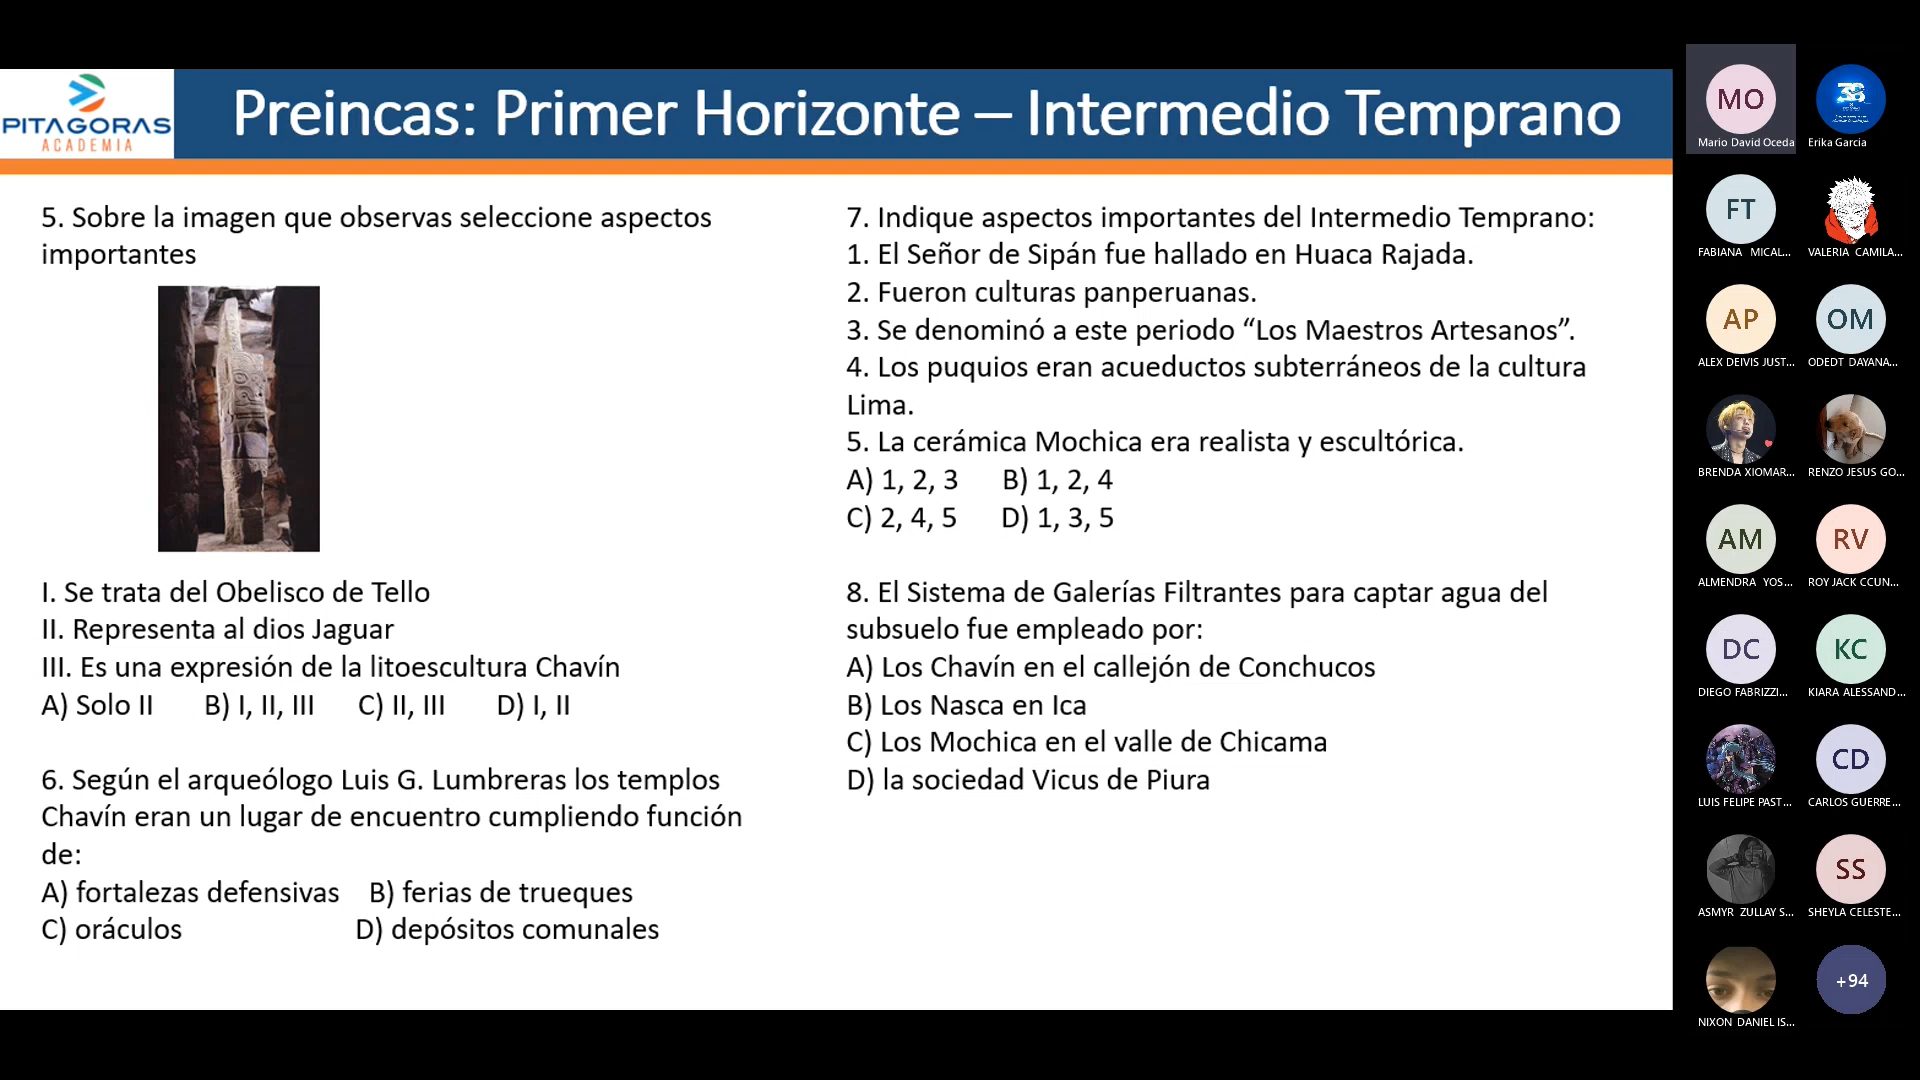 PITAGORAS
ACADEMIA
Preincas: Primer Horizonte – Intermedio Temprano
5. Sobre la imagen que observas seleccione aspectos
importantes
I. Se trata del Obelisco de Tello
II. Representa al dios Jaguar
III. Es una expresión de la litoescultura Chavín
A) Solo II B) I, II, III C) II, III D) I, II
6. Según el arqueólogo Luis G. Lumbreras los templos
Chavín eran un lugar de encuentro cumpliendo función
de:
A) fortalezas defensivas B) ferias de trueques
C) oráculos D) depósitos comunales
7. Indique aspectos importantes del Intermedio Temprano:
1. El Señor de Sipán fue hallado en Huaca Rajada.
2. Fueron culturas panperuanas.
3. Se denominó a este periodo “Los Maestros Artesanos”.
4. Los puquios eran acueductos subterráneos de la cultura
Lima.
5. La cerámica Mochica era realista y escultórica.
A) 1, 2, 3 B) 1, 2, 4
C) 2, 4, 5 D) 1, 3, 5
8. El Sistema de Galerías Filtrantes para captar agua del
subsuelo fue empleado por:
A) Los Chavín en el callejón de Conchucos
B) Los Nasca en Ica
C) Los Mochica en el valle de Chicama
D) la sociedad Vicus de Piura
MO
Mario David Oceda
38
Erika Garcia
FT
FABIANA MICAL...
VALERIA CAMILA...
AP
ALEX DEIVIS JUST...
OM
ODEDT DAYANA...
BRENDA XIOMAR...
RENZO JESUS GO...
AM
ALMENDRA YOS...
RV
ROY JACK CCUN...
DC
DIEGO FABRIZZI...
KC
KIARA ALESSAND...
LUIS FELIPE PAST...
CD
CARLOS GUERRE...
ASMYR ZULLAY S...
SS
SHEYLA CELESTE...
NIXON DANIEL IS...
+94